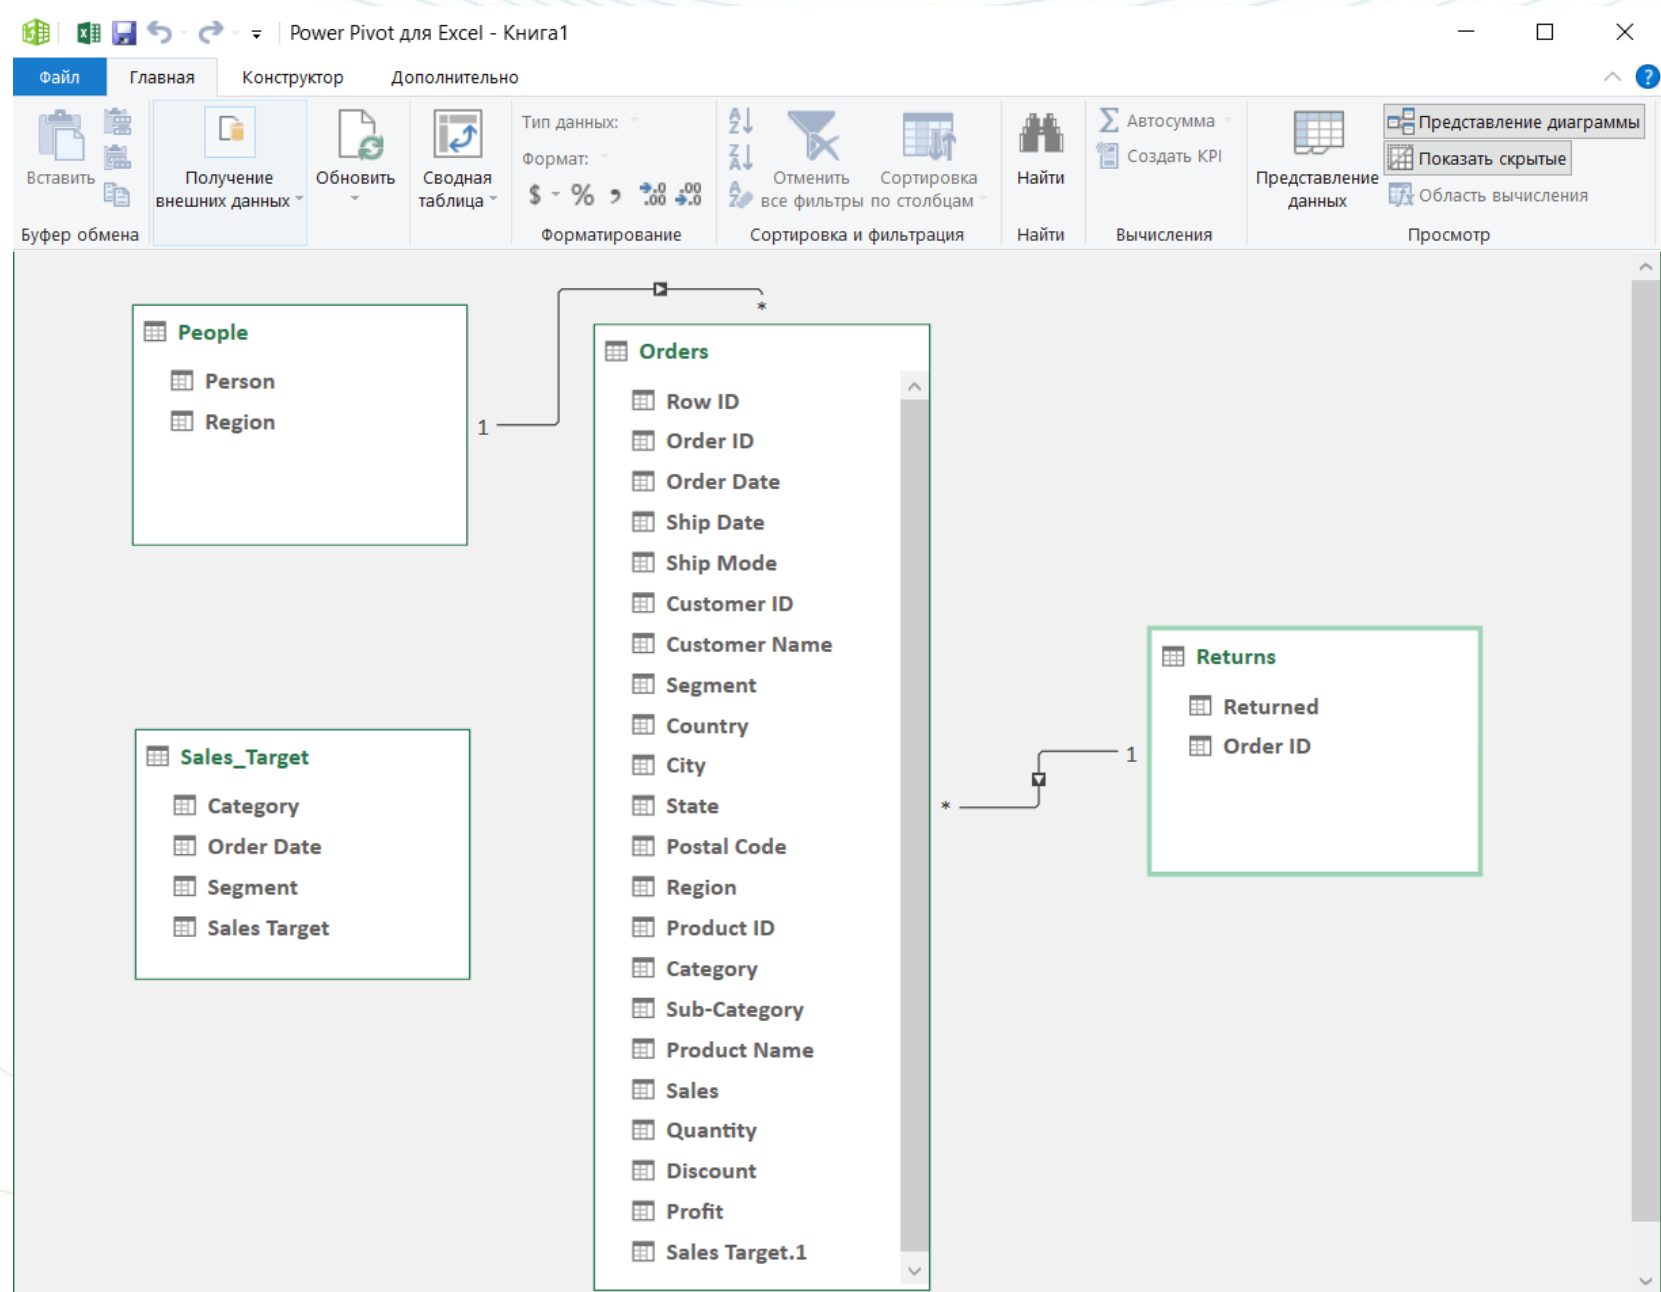 Power Pivot для Excel - Книга1
Файл Главная Конструктор Дополнительно
Вставить
Получение внешних данных
Обновить
Сводная таблица
Тип данных:
Формат:
$ % .0 .00 .00 .0
Отменить все фильтры
Сортировка по столбцам
Найти
Автосумма
Создать KPI
Представление данных
Представление диаграммы
Показать скрытые
Область вычисления
Буфер обмена
Форматирование
Сортировка и фильтрация
Найти
Вычисления
Просмотр
People
Person
Region
1
*
Orders
Row ID
Order ID
Order Date
Ship Date
Ship Mode
Customer ID
Customer Name
Segment
Country
City
State
Postal Code
Region
Product ID
Category
Sub-Category
Product Name
Sales
Quantity
Discount
Profit
Sales Target.1
Sales_Target
Category
Order Date
Segment
Sales Target
*
1
Returns
Returned
Order ID